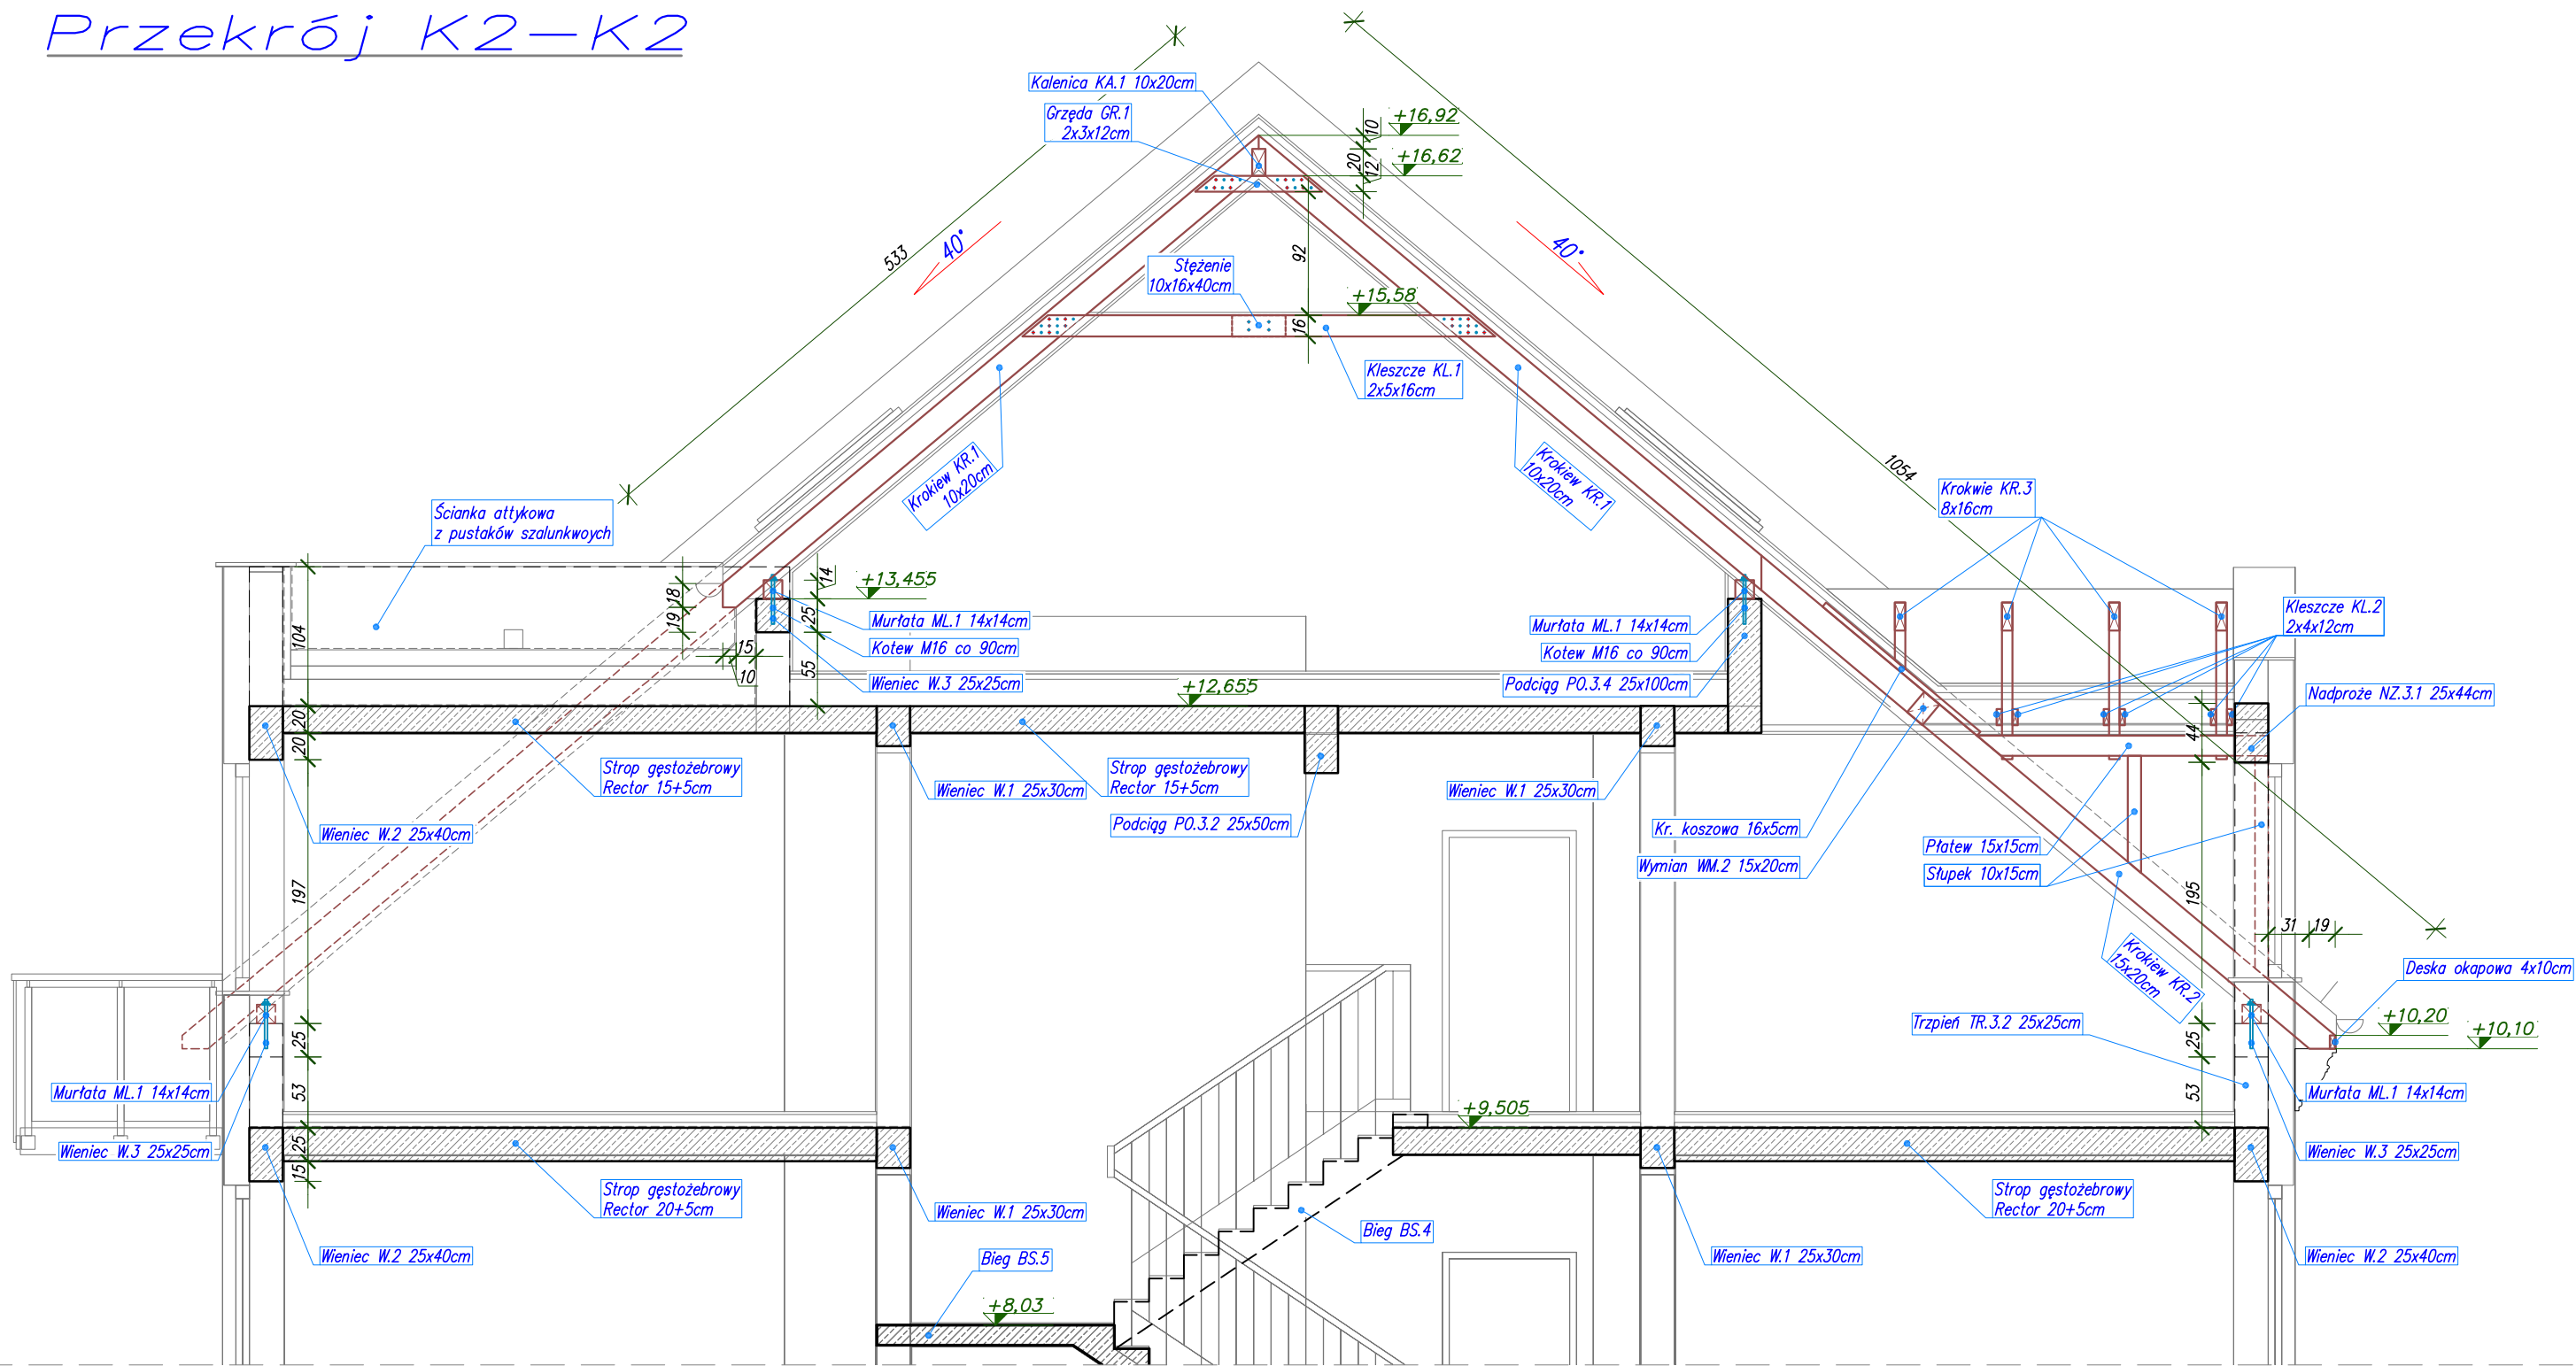 Przekrój K2-K2
Kalenica KA.1 10x20cm
Grzęda GR.1
2x3x12cm
+16,92
10
20
12
+16,62
533
40°
40°
92
Stężenie
10x16x40cm
+15,58
16
Kleszcze KL.1
2x5x16cm
Krokiew KR.1
10x20cm
Krokiew KR.1
10x20cm
1054
Krokwie KR.3
8x16cm
Ścianka attykowa
z pustaków szalunkwoych
104
18
19
14
+13,455
25
Murłata ML.1 14x14cm
Kotew M16 co 90cm
Wieniec W.3 25x25cm
15
10
55
+12,655
Murłata ML.1 14x14cm
Kotew M16 co 90cm
Podciąg PO.3.4 25x100cm
Kleszcze KL.2
2x4x12cm
Nadproże NZ.3.1 25x44cm
20
20
44
Strop gęstożebrowy
Rector 15+5cm
Wieniec W.1 25x30cm
Strop gęstożebrowy
Rector 15+5cm
Wieniec W.1 25x30cm
Podciąg PO.3.2 25x50cm
Wieniec W.2 25x40cm
Kr. koszowa 16x5cm
Wymian WM.2 15x20cm
Płatew 15x15cm
Słupek 10x15cm
197
195
31
19
Krokiew KR.2
15x20cm
Deska okapowa 4x10cm
Trzpień TR.3.2 25x25cm
+10,20
+10,10
25
25
53
53
Murłata ML.1 14x14cm
Murłata ML.1 14x14cm
+9,505
Wieniec W.3 25x25cm
Wieniec W.3 25x25cm
25
15
Strop gęstożebrowy
Rector 20+5cm
Wieniec W.1 25x30cm
Strop gęstożebrowy
Rector 20+5cm
Bieg BS.4
Wieniec W.2 25x40cm
Bieg BS.5
Wieniec W.1 25x30cm
Wieniec W.2 25x40cm
+8,03